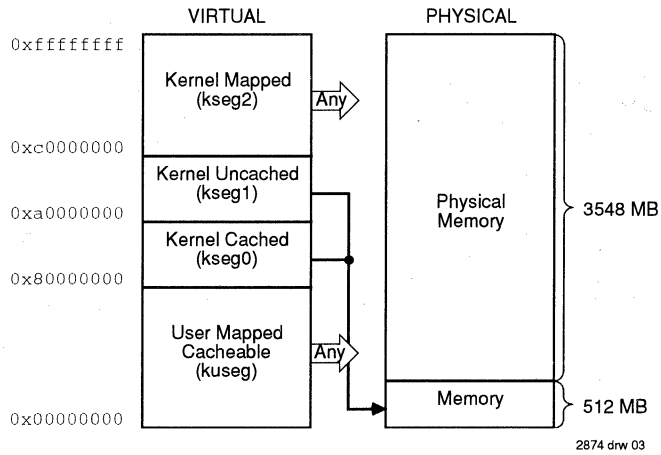 VIRTUAL
PHYSICAL
0xffffffff
Kernel Mapped
(kseg2)
Any
0xc0000000
Kernel Uncached
(kseg1)
0xa0000000
Kernel Cached
(kseg0)
0x80000000
User Mapped
Cacheable
(kuseg)
Any
0x00000000
Physical
Memory
3548 MB
Memory
512 MB
2874 drw 03